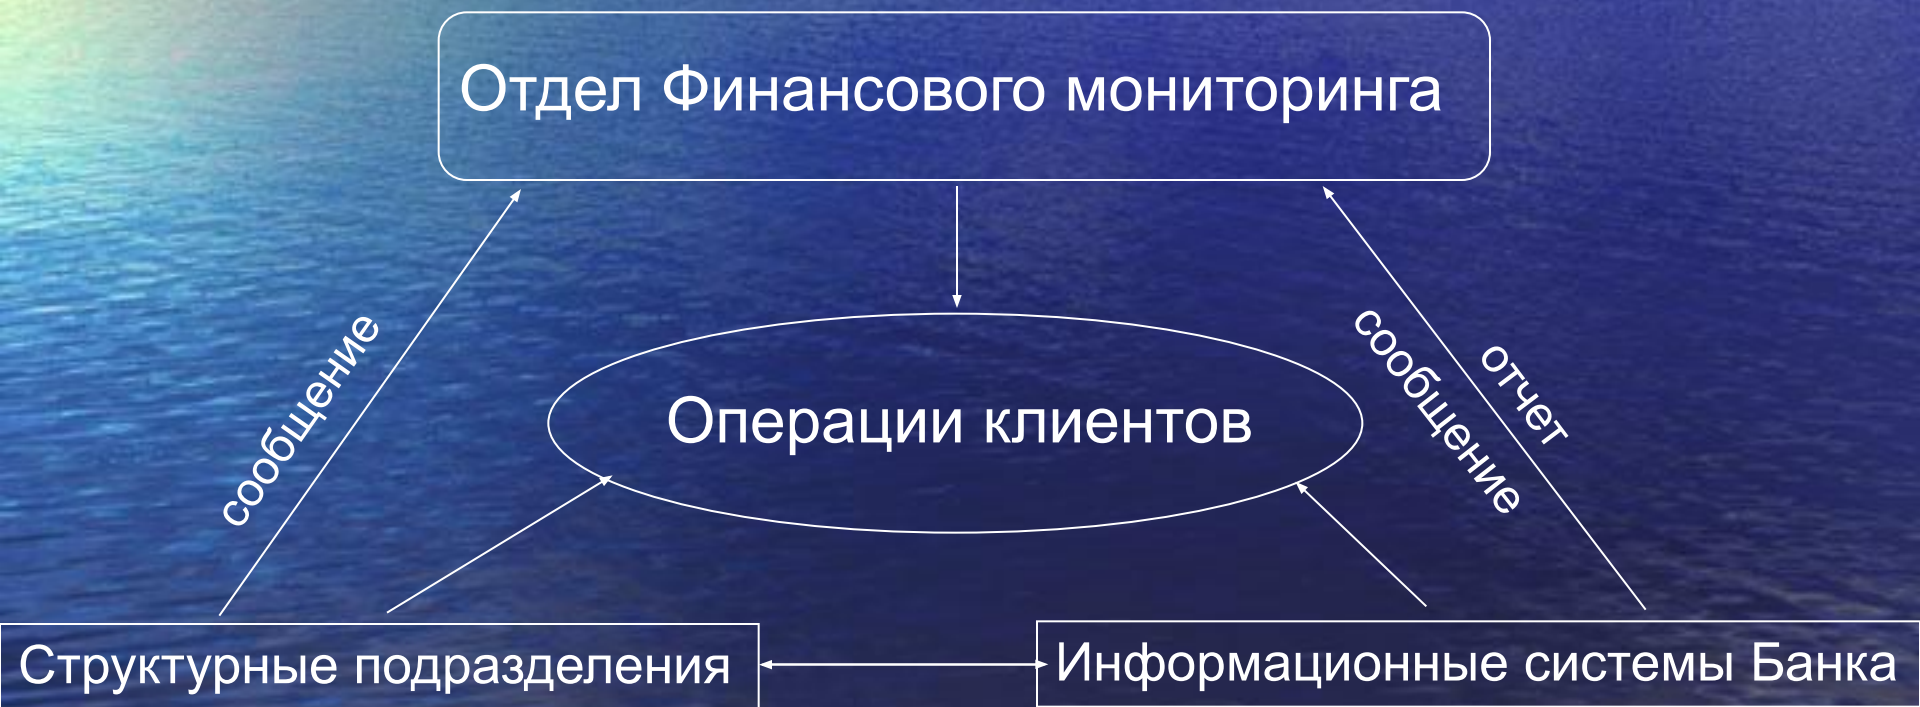 Отдел Финансового мониторинга
сообщение
сообщение
отчет
Операции клиентов
Структурные подразделения
Информационные системы Банка